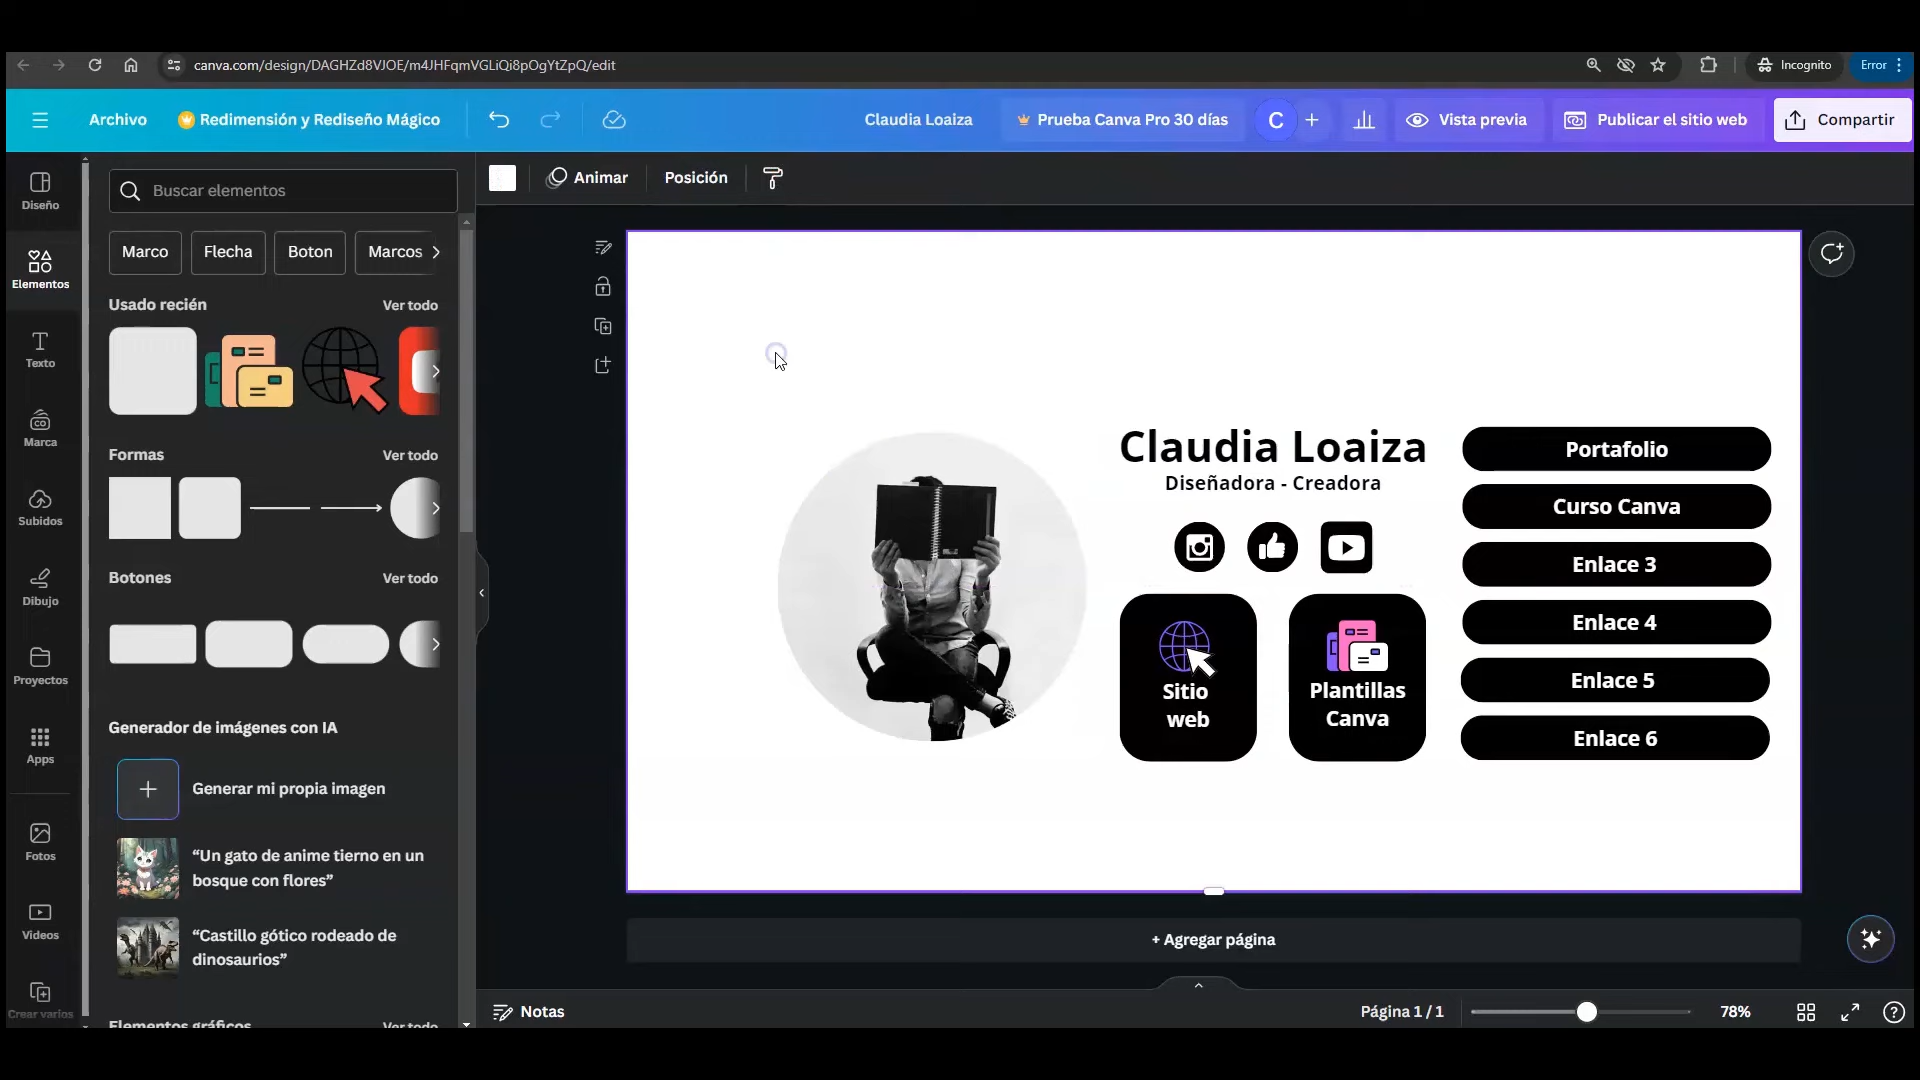 canva.com/design/DAGHZd8VJOE/m4JHFqmVGLiQi8pOgYtZpQ/edit
Incognito
Error
Archivo
Redimensión y Rediseño Mágico
Claudia Loaiza
Prueba Canva Pro 30 días
C
Vista previa
Publicar el sitio web
Compartir
Diseño
Elementos
Texto
Marca
Subidos
Dibujo
Proyectos
Apps
Fotos
Videos
Crear varios
Buscar elementos
Marco
Flecha
Boton
Marcos
Usado recién
Ver todo
Formas
Ver todo
Botones
Ver todo
Generador de imágenes con IA
Generar mi propia imagen
“Un gato de anime tierno en un
bosque con flores”
“Castillo gótico rodeado de
dinosaurios”
Elementos gráficos
Ver todo
Animar
Posición
Claudia Loaiza
Diseñadora - Creadora
Sitio
web
Plantillas
Canva
Portafolio
Curso Canva
Enlace 3
Enlace 4
Enlace 5
Enlace 6
+ Agregar página
Notas
Página 1 / 1
78%